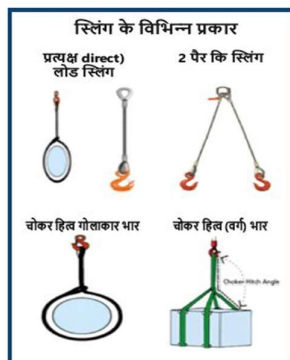 स्लिंग के विभिन्न प्रकार
प्रत्यक्ष direct)
लोड स्लिंग
2 पैर कि स्लिंग
चोकर हित्व गोलाकार भार
चोकर हित्व (वर्ग) भार
Choker Hitch Angle